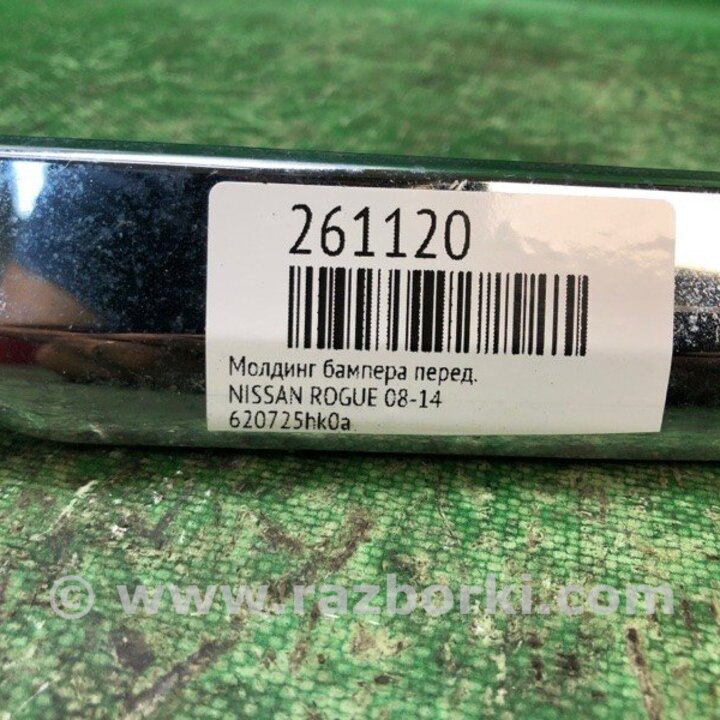 261120
Молдинг бампера перед.
NISSAN ROGUE 08-14
620725hk0a
© www.razborki.com